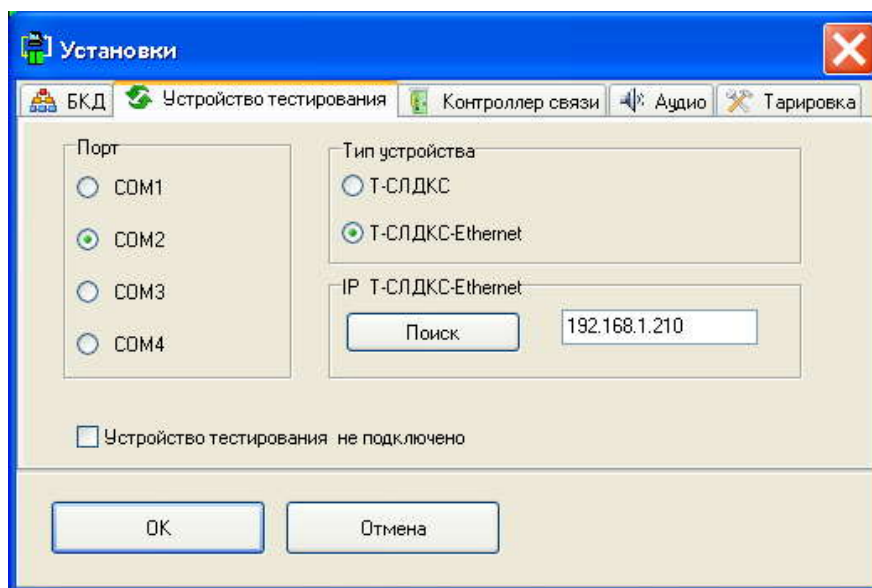 Установки
БКД Устройство тестирования Контроллер связи Аудио Тарировка
Порт
COM1
COM2
COM3
COM4
Тип устройства
Т-СЛДКС
Т-СЛДКС-Ethernet
IP Т-СЛДКС-Ethernet
Поиск 192.168.1.210
Устройство тестирования не подключено
OK Отмена